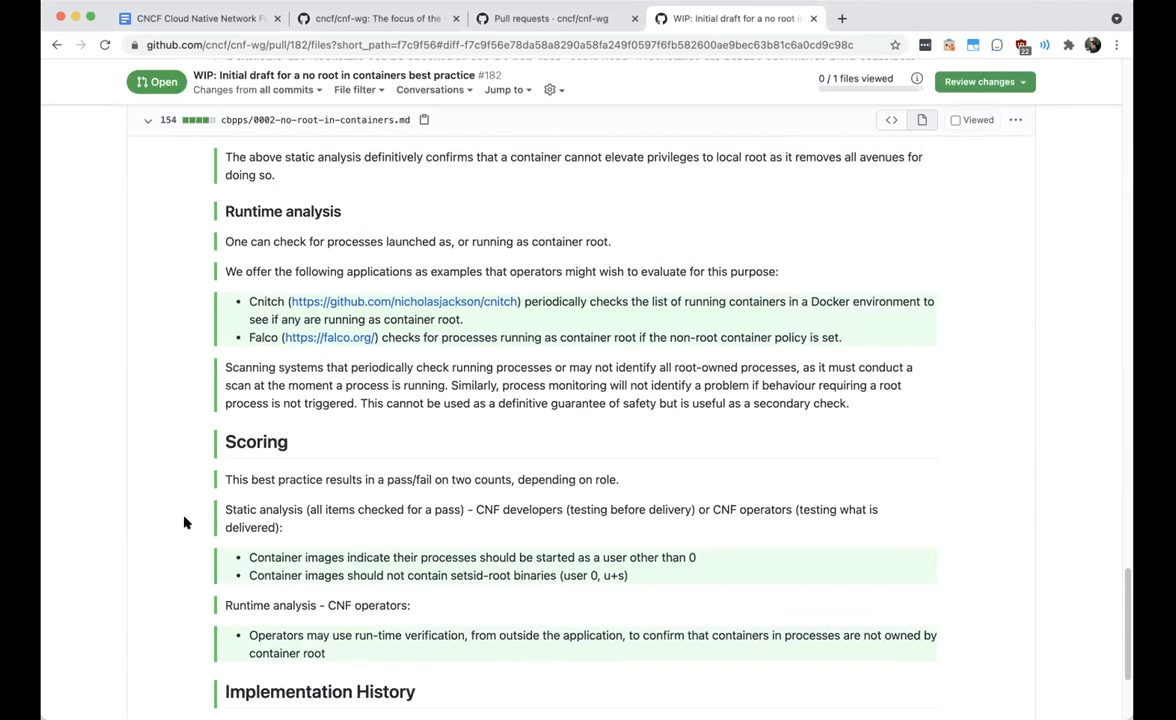 CNCF Cloud Native Network F
cncf/cnf-wg: The focus of the
Pull requests · cncf/cnf-wg
WIP: Initial draft for a no root in
github.com/cncf/cnf-wg/pull/182/files?short_path=f7c9f56#diff-f7c9f56e78da58a8290a58fa249f0597f6fb582600ae9bec63b81c6a0cd9c98c
22
Open
WIP: Initial draft for a no root in containers best practice #182
Changes from all commits
File filter
Conversations
Jump to
0 / 1 files viewed
Review changes
154
cbpps/0002-no-root-in-containers.md
Viewed
The above static analysis definitively confirms that a container cannot elevate privileges to local root as it removes all avenues for
doing so.
Runtime analysis
One can check for processes launched as, or running as container root.
We offer the following applications as examples that operators might wish to evaluate for this purpose:
• Cnitch (https://github.com/nicholasjackson/cnitch) periodically checks the list of running containers in a Docker environment to
see if any are running as container root.
• Falco (https://falco.org/) checks for processes running as container root if the non-root container policy is set.
Scanning systems that periodically check running processes or may not identify all root-owned processes, as it must conduct a
scan at the moment a process is running. Similarly, process monitoring will not identify a problem if behaviour requiring a root
process is not triggered. This cannot be used as a definitive guarantee of safety but is useful as a secondary check.
Scoring
This best practice results in a pass/fail on two counts, depending on role.
Static analysis (all items checked for a pass) - CNF developers (testing before delivery) or CNF operators (testing what is
delivered):
• Container images indicate their processes should be started as a user other than 0
• Container images should not contain setsid-root binaries (user 0, u+s)
Runtime analysis - CNF operators:
• Operators may use run-time verification, from outside the application, to confirm that containers in processes are not owned by
container root
Implementation History